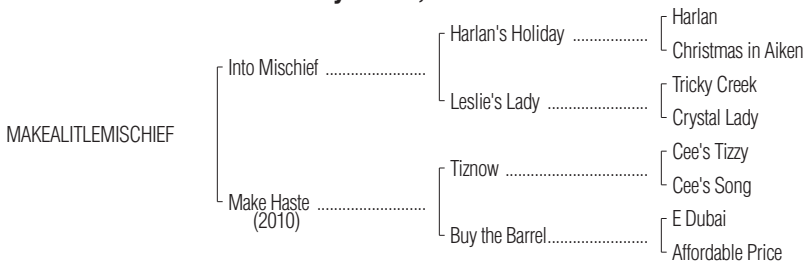 Harlan
Harlan's Holiday ..................
Christmas in Aiken
Into Mischief ........................
Tricky Creek
Leslie's Lady ........................
Crystal Lady
MAKEALITLEMISCHIEF
Cee's Tizzy
Tiznow ..................................
Cee's Song
Make Haste ..........................
(2010)
E Dubai
Buy the Barrel........................
Affordable Price